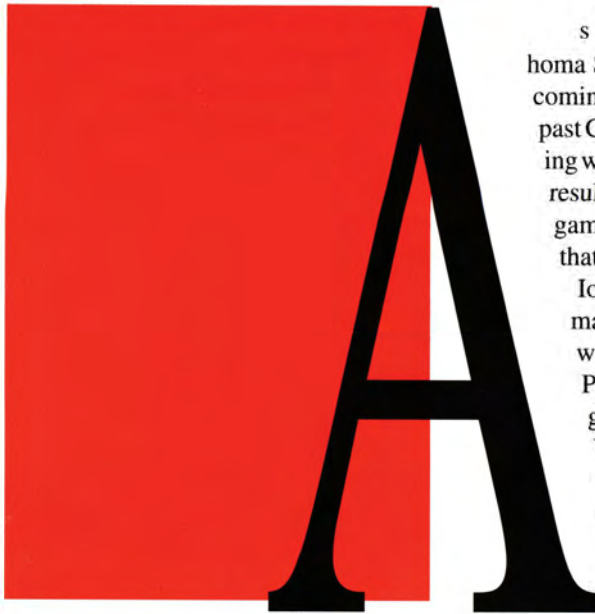 A
s
homa S
comin
past C
ing w
resul
gam
that
Io
ma
w
P
g